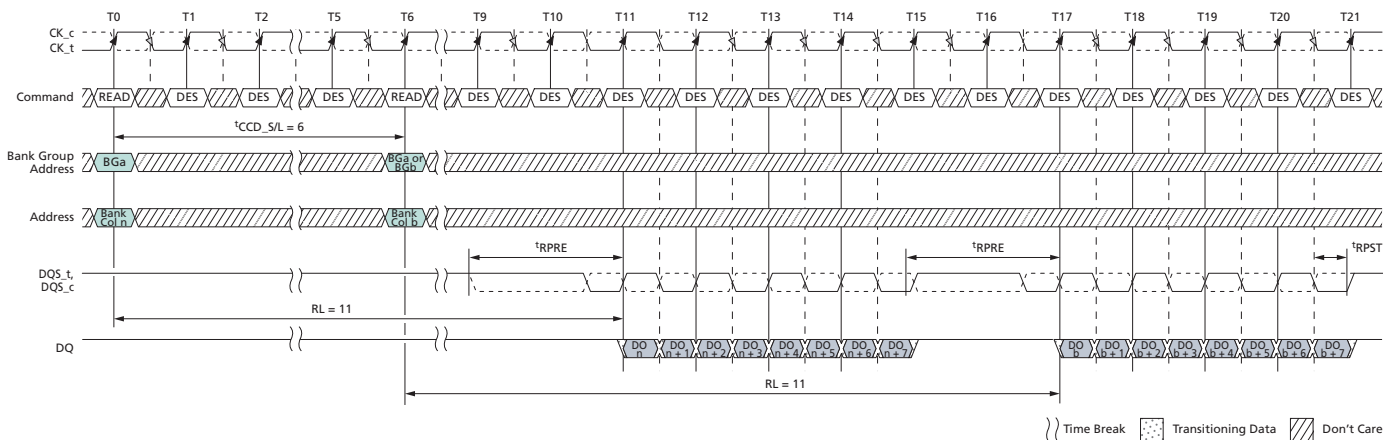 T0 T1 T2 T5 T6 T9 T10 T11 T12 T13 T14 T15 T16 T17 T18 T19 T20 T21
CK_c
CK_t
Command READ DES DES DES READ DES DES DES DES DES DES DES DES DES DES DES DES DES
tCCD_S/L = 6
Bank Group
Address
BGa
BGa or
BGb
Address
Bank
Col n
Bank
Col b
tRPRE tRPRE tRPST
DQS_t,
DQS_c
RL = 11
DQ
DO
n
DO
n + 1
DO
n + 2
DO
n + 3
DO
n + 4
DO
n + 5
DO
n + 6
DO
n + 7
DO
b
DO
b + 1
DO
b + 2
DO
b + 3
DO
b + 4
DO
b + 5
DO
b + 6
DO
b + 7
RL = 11
Time Break Transitioning Data Don't Care